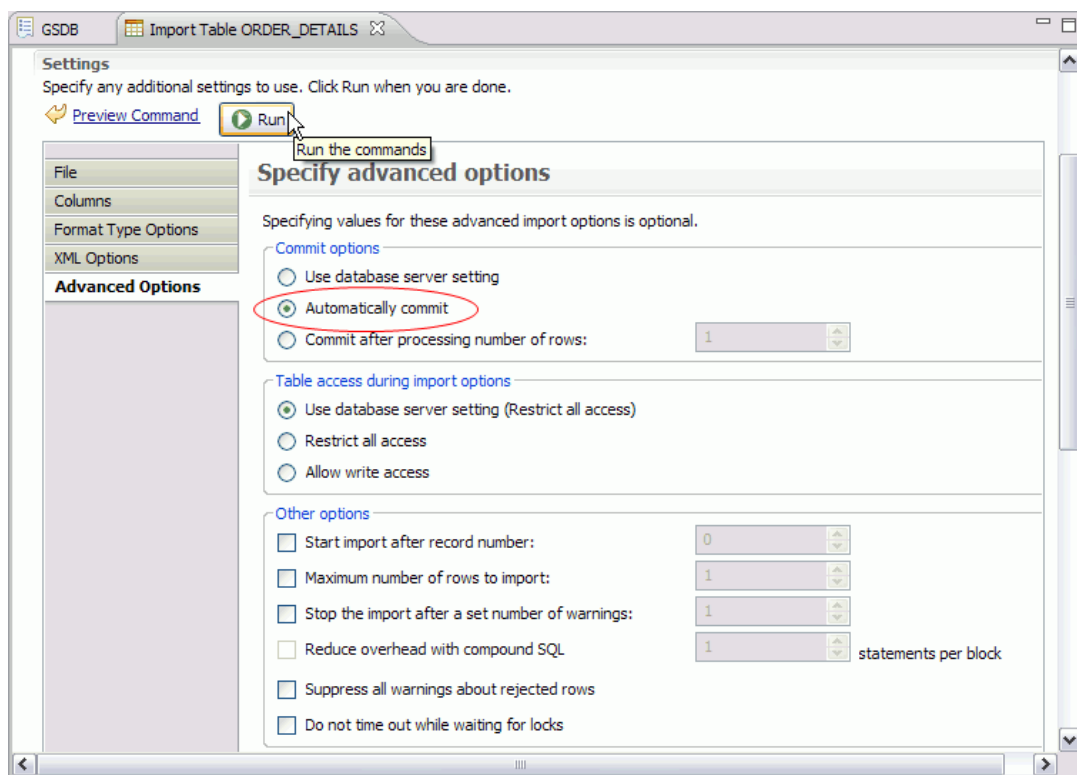 GSDB
Import Table ORDER_DETAILS
Settings
Specify any additional settings to use. Click Run when you are done.
Preview Command
Run
Run the commands
File
Columns
Format Type Options
XML Options
Advanced Options
Specify advanced options
Specifying values for these advanced import options is optional.
Commit options
Use database server setting
Automatically commit
Commit after processing number of rows: 1
Table access during import options
Use database server setting (Restrict all access)
Restrict all access
Allow write access
Other options
Start import after record number: 0
Maximum number of rows to import: 1
Stop the import after a set number of warnings: 1
Reduce overhead with compound SQL 1 statements per block
Suppress all warnings about rejected rows
Do not time out while waiting for locks